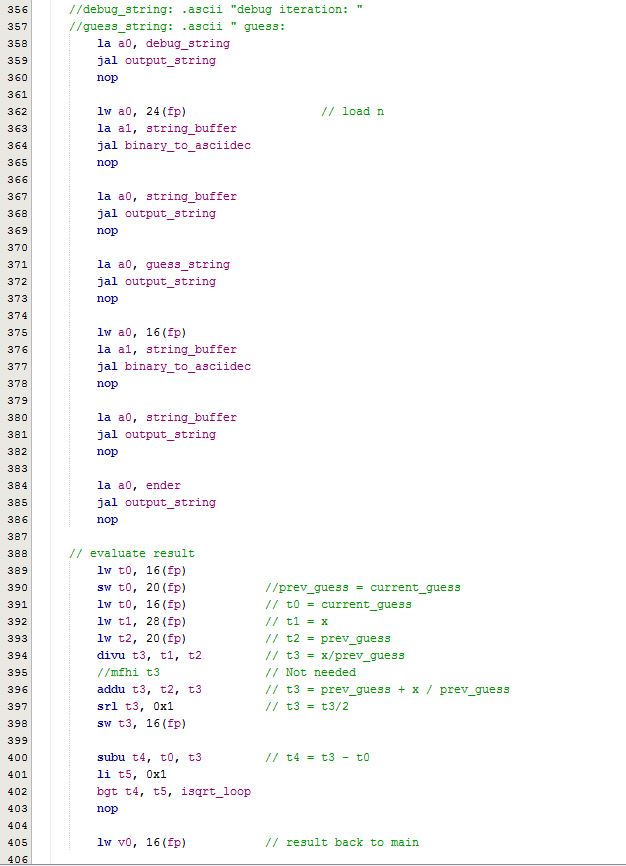 356 //debug_string: .ascii "debug iteration: "
357 //guess_string: .ascii " guess:
358 la a0, debug_string
359 jal output_string
360 nop
361
362 lw a0, 24(fp) // load n
363 la a1, string_buffer
364 jal binary_to_asciidec
365 nop
366
367 la a0, string_buffer
368 jal output_string
369 nop
370
371 la a0, guess_string
372 jal output_string
373 nop
374
375 lw a0, 16(fp)
376 la a1, string_buffer
377 jal binary_to_asciidec
378 nop
379
380 la a0, string_buffer
381 jal output_string
382 nop
383
384 la a0, ender
385 jal output_string
386 nop
387
388 // evaluate result
389 lw t0, 16(fp)
390 sw t0, 20(fp) //prev_guess = current_guess
391 lw t0, 16(fp) // t0 = current_guess
392 lw t1, 28(fp) // t1 = x
393 lw t2, 20(fp) // t2 = prev_guess
394 divu t3, t1, t2 // t3 = x/prev_guess
395 //mfhi t3 // Not needed
396 addu t3, t2, t3 // t3 = prev_guess + x / prev_guess
397 srl t3, 0x1 // t3 = t3/2
398 sw t3, 16(fp)
399
400 subu t4, t0, t3 // t4 = t3 - t0
401 li t5, 0x1
402 bgt t4, t5, isqrt_loop
403 nop
404
405 lw v0, 16(fp) // result back to main
406